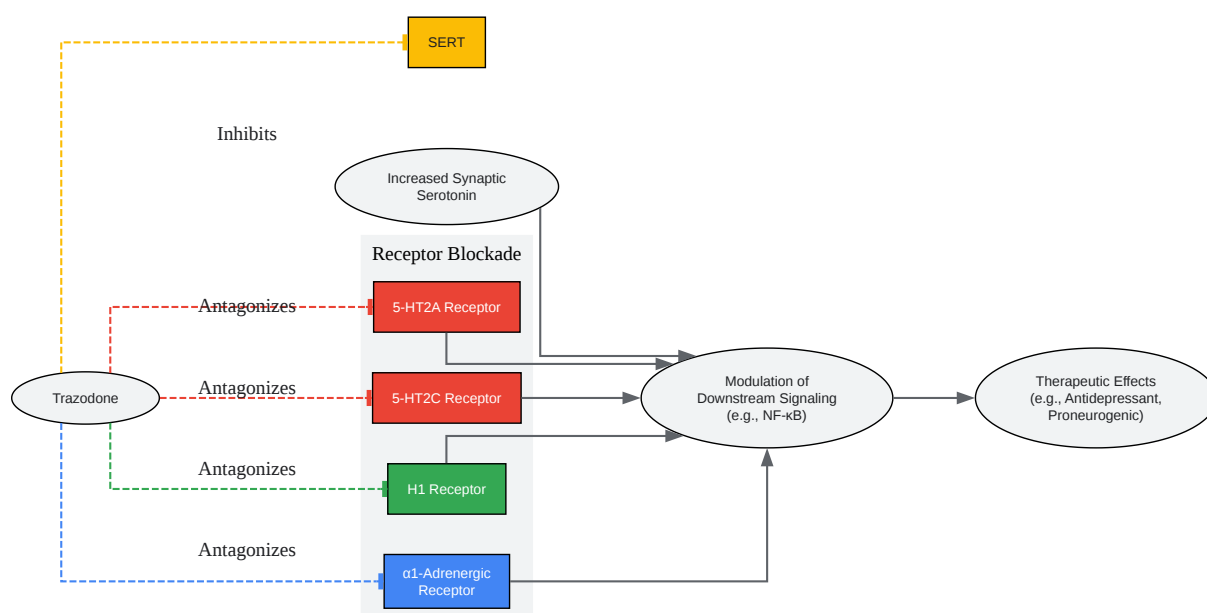 SERT
Inhibits
Increased Synaptic
Serotonin
Receptor Blockade
Antagonizes
5-HT2A Receptor
Trazodone
Antagonizes
5-HT2C Receptor
Modulation of
Downstream Signaling
(e.g., NF-κB)
Therapeutic Effects
(e.g., Antidepressant,
Proneurogenic)
Antagonizes
H1 Receptor
Antagonizes
α1-Adrenergic
Receptor